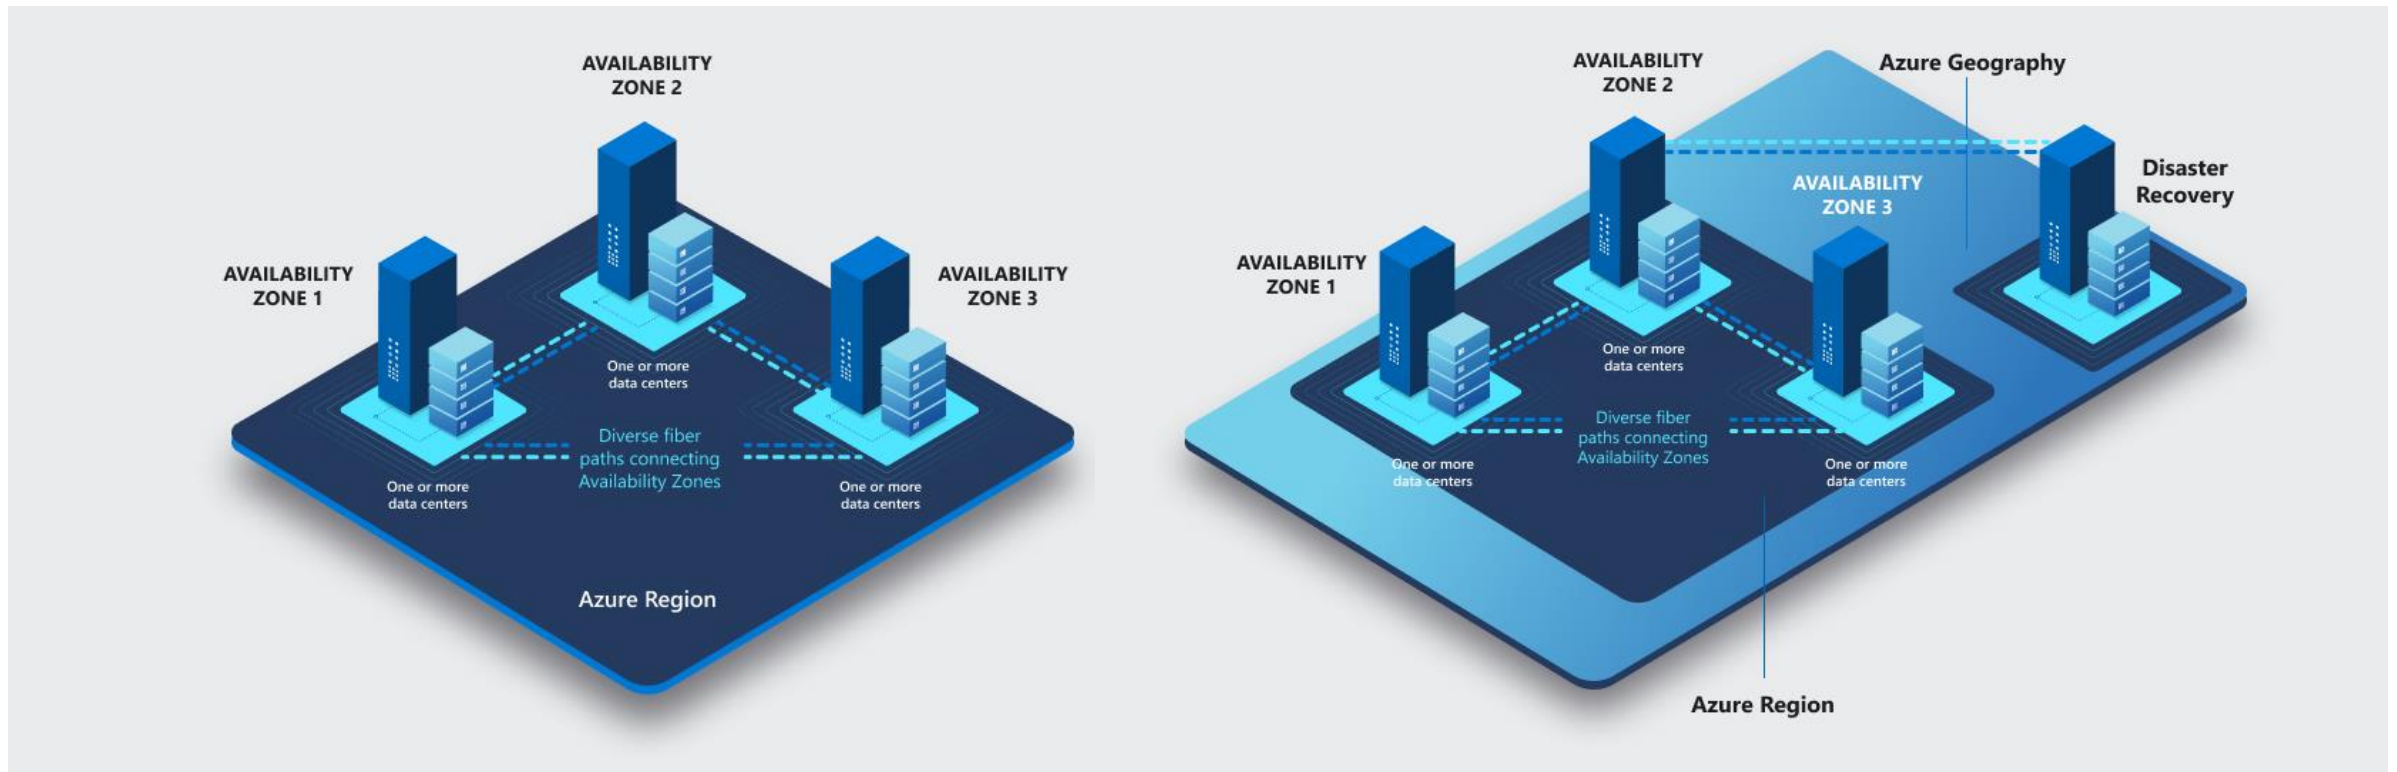 AVAILABILITY
ZONE 2
AVAILABILITY
ZONE 1
AVAILABILITY
ZONE 3
One or more
data centers
Diverse fiber
paths connecting
Availability Zones
One or more
data centers
One or more
data centers
Azure Region
AVAILABILITY
ZONE 2
Azure Geography
Disaster
Recovery
AVAILABILITY
ZONE 3
AVAILABILITY
ZONE 1
One or more
data centers
Diverse fiber
paths connecting
Availability Zones
One or more
data centers
One or more
data centers
Azure Region